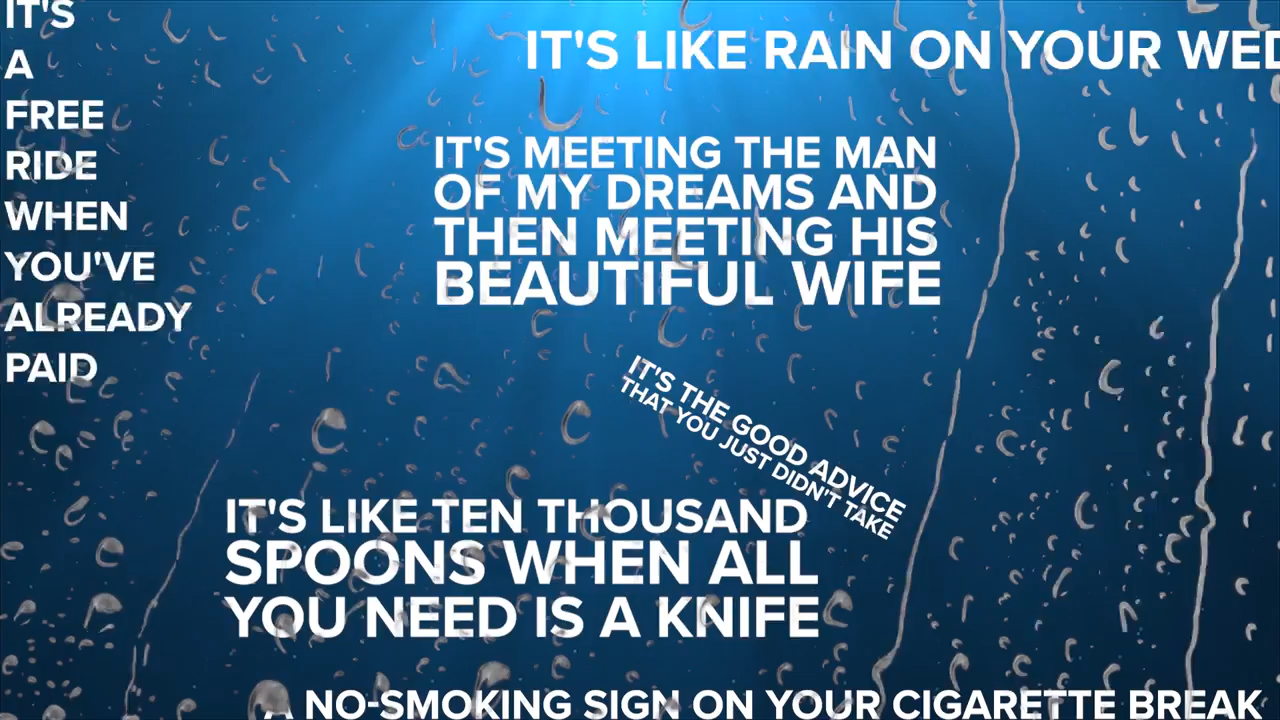 IT'S
A
FREE
RIDE
WHEN
YOU'VE
ALREADY
PAID
IT'S LIKE RAIN ON YOUR WED
IT'S MEETING THE MAN
OF MY DREAMS AND
THEN MEETING HIS
BEAUTIFUL WIFE
IT'S THE GOOD ADVICE
THAT YOU JUST DIDN'T TAKE
IT'S LIKE TEN THOUSAND
SPOONS WHEN ALL
YOU NEED IS A KNIFE
A NO-SMOKING SIGN ON YOUR CIGARETTE BREAK